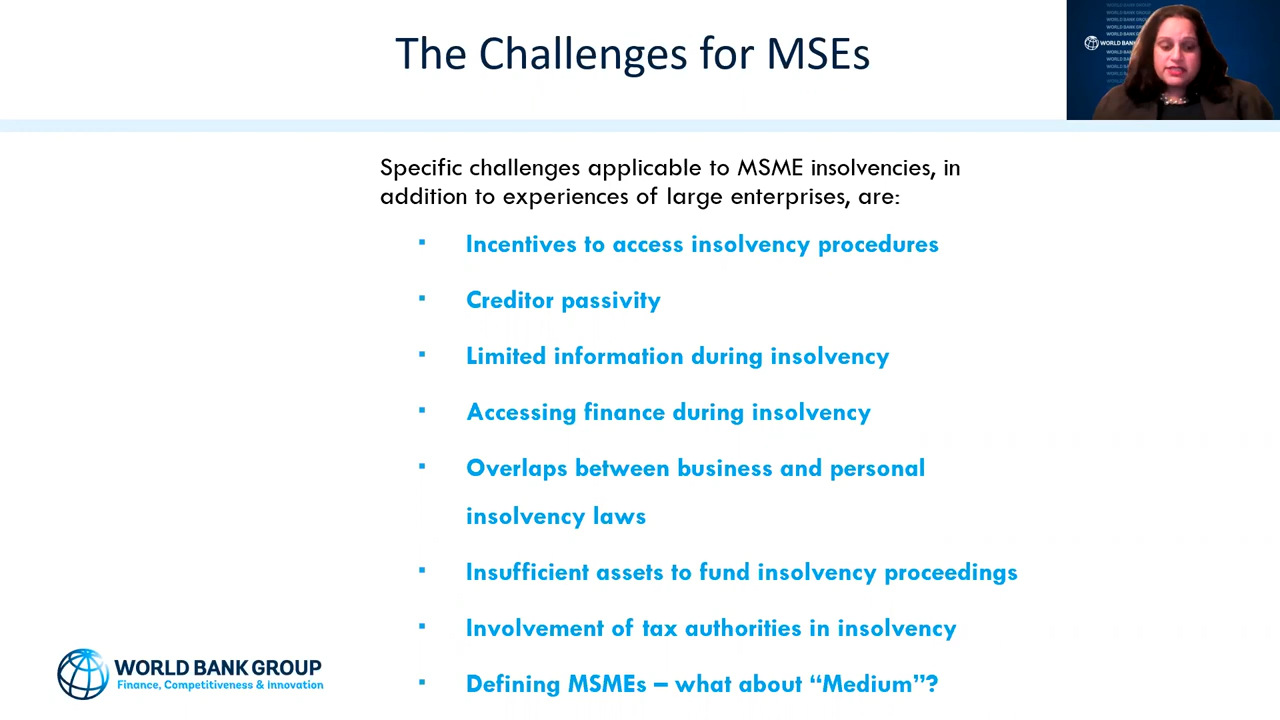 The Challenges for MSEs
WORLD BANK
Specific challenges applicable to MSME insolvencies, in
addition to experiences of large enterprises, are:
▪ Incentives to access insolvency procedures
▪ Creditor passivity
▪ Limited information during insolvency
▪ Accessing finance during insolvency
▪ Overlaps between business and personal
insolvency laws
▪ Insufficient assets to fund insolvency proceedings
▪ Involvement of tax authorities in insolvency
▪ Defining MSMEs – what about “Medium”?
WORLD BANK GROUP
Finance, Competitiveness & Innovation